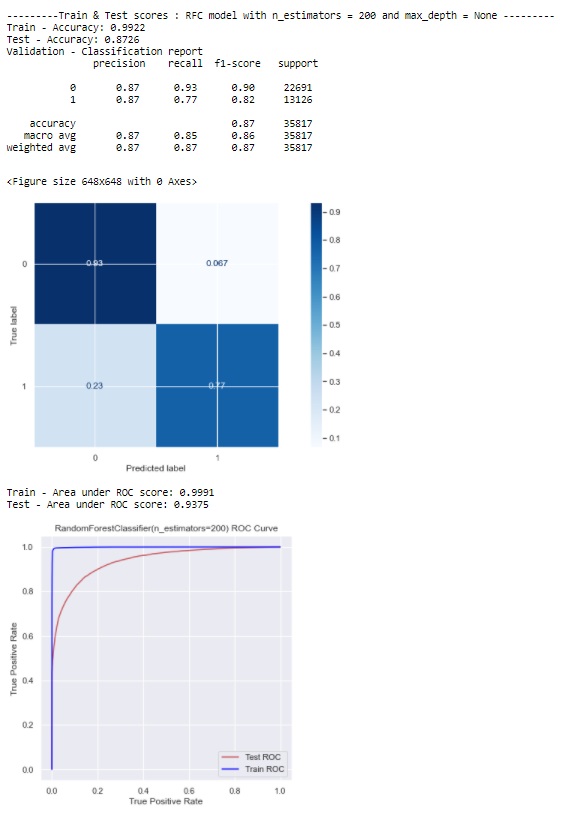 ---------Train & Test scores : RFC model with n_estimators = 200 and max_depth = None ---------
Train - Accuracy: 0.9922
Test - Accuracy: 0.8726
Validation - Classification report
precision recall f1-score support
0 0.87 0.93 0.90 22691
1 0.87 0.77 0.82 13126
accuracy 0.87 35817
macro avg 0.87 0.85 0.86 35817
weighted avg 0.87 0.87 0.87 35817
<Figure size 648x648 with 0 Axes>
0.9
0.8
0.7
0.6
0.5
0.4
0.3
0.2
0.1
True label
0
1
0.93 0.067
0.23 0.77
0 1
Predicted label
Train - Area under ROC score: 0.9991
Test - Area under ROC score: 0.9375
RandomForestClassifier(n_estimators=200) ROC Curve
True Positive Rate
1.0
0.8
0.6
0.4
0.2
0.0
Test ROC
Train ROC
0.0 0.2 0.4 0.6 0.8 1.0
True Positive Rate